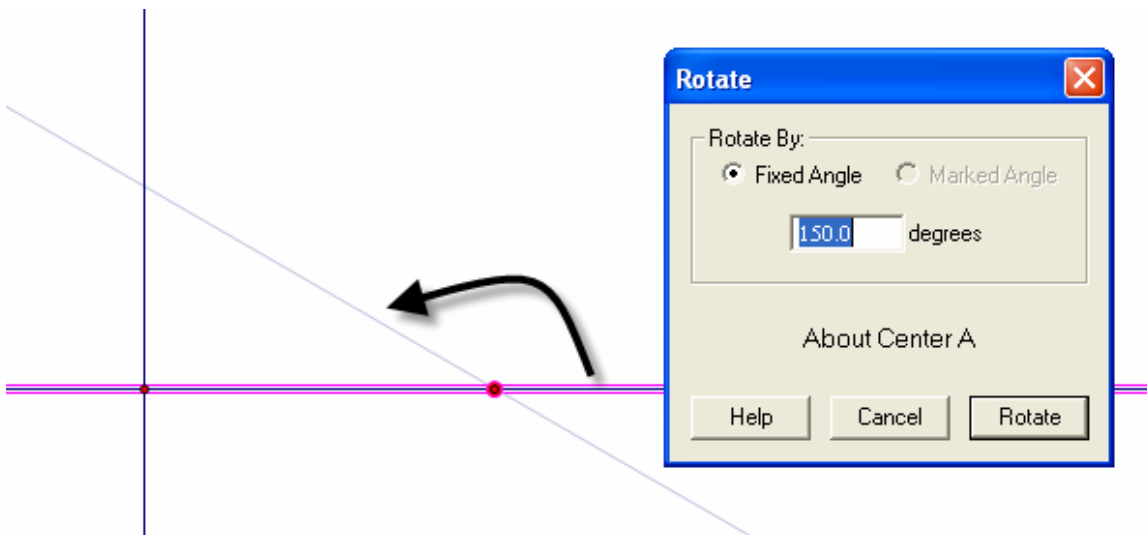 Rotate
Rotate By:
Fixed Angle Marked Angle
150.0 degrees
About Center A
Help Cancel Rotate